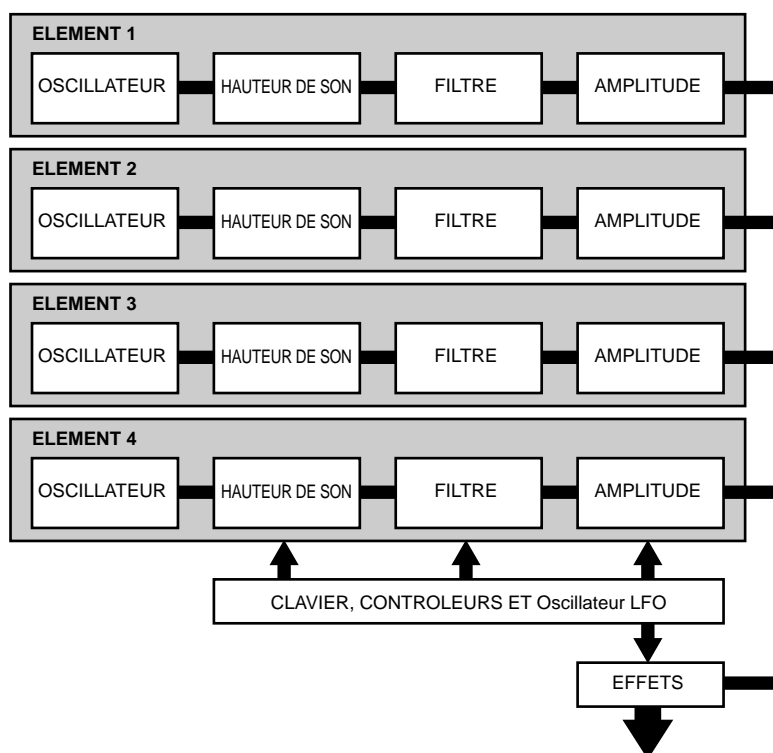 ELEMENT 1
OSCILLATEUR HAUTEUR DE SON FILTRE AMPLITUDE
ELEMENT 2
OSCILLATEUR HAUTEUR DE SON FILTRE AMPLITUDE
ELEMENT 3
OSCILLATEUR HAUTEUR DE SON FILTRE AMPLITUDE
ELEMENT 4
OSCILLATEUR HAUTEUR DE SON FILTRE AMPLITUDE
CLAVIER, CONTROLEURS ET Oscillateur LFO
EFFETS